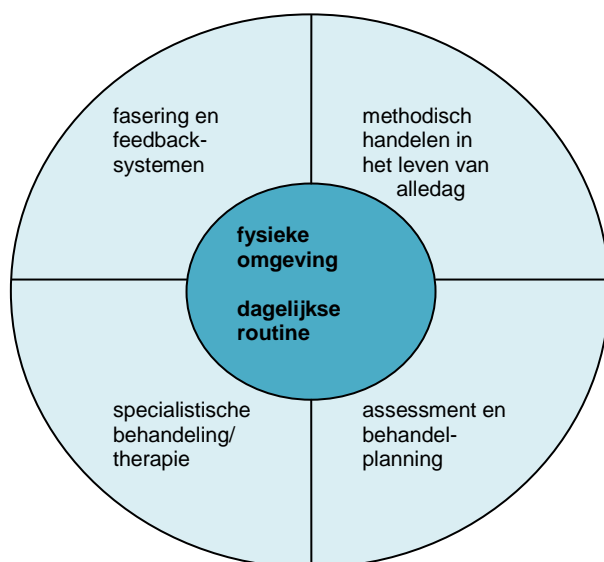 fasering en
feedback-
systemen
methodisch
handelen in
het leven van
alledag
fysieke
omgeving
dagelijkse
routine
specialistische
behandeling/
therapie
assessment en
behandel-
planning